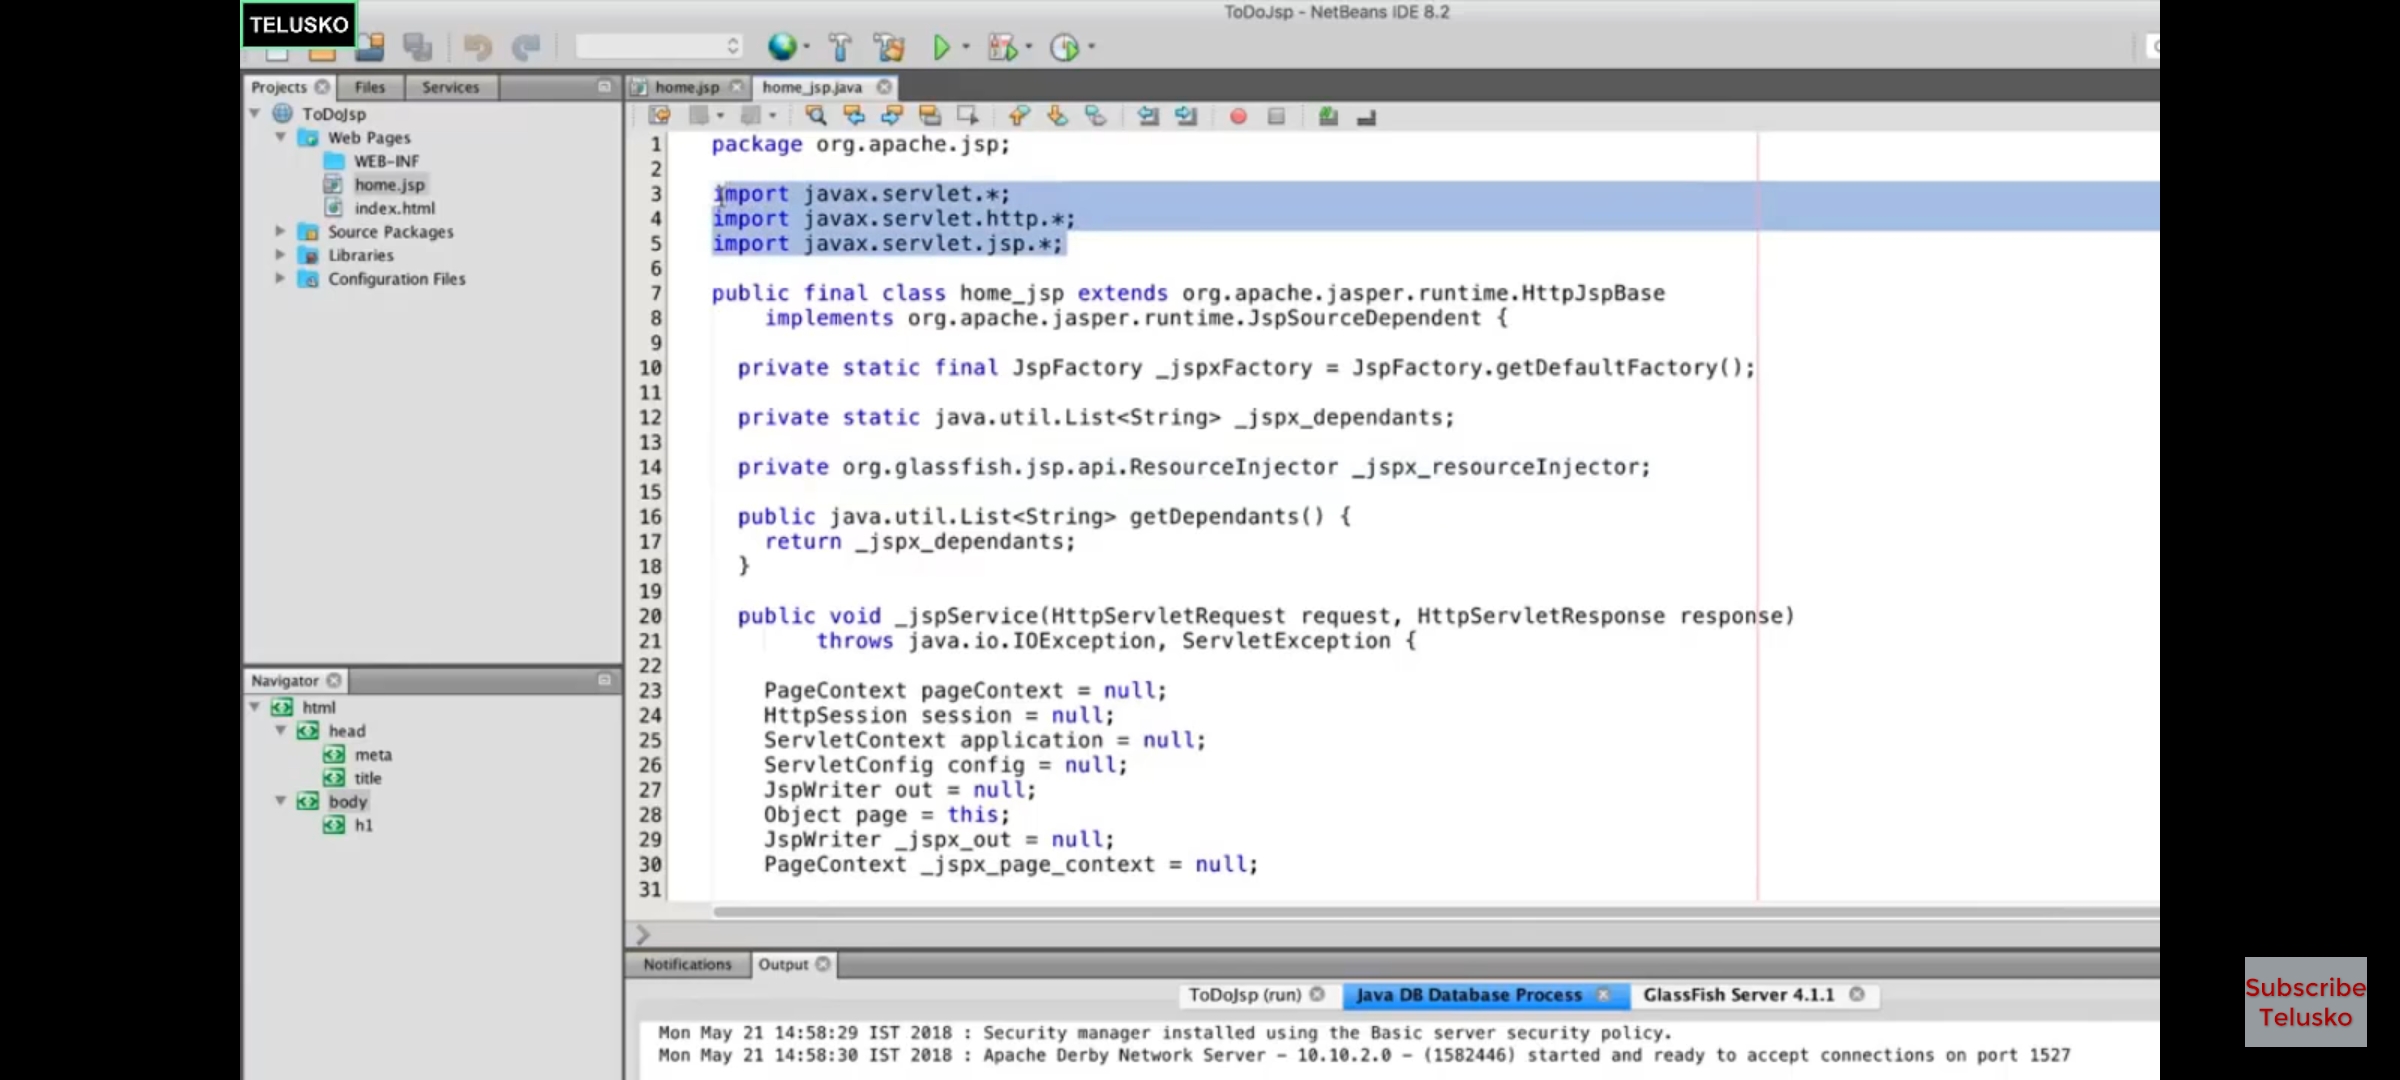 TELUSKO
ToDoJsp - NetBeans IDE 8.2
Projects
Files
Services
ToDoJsp
Web Pages
WEB-INF
home.jsp
index.html
Source Packages
Libraries
Configuration Files
Navigator
html
head
meta
title
body
h1
home.jsp
home_jsp.java
1 package org.apache.jsp;
2
3 import javax.servlet.*;
4 import javax.servlet.http.*;
5 import javax.servlet.jsp.*;
6
7 public final class home_jsp extends org.apache.jasper.runtime.HttpJspBase
8 implements org.apache.jasper.runtime.JspSourceDependent {
9
10 private static final JspFactory _jspxFactory = JspFactory.getDefaultFactory();
11
12 private static java.util.List<String> _jspx_dependants;
13
14 private org.glassfish.jsp.api.ResourceInjector _jspx_resourceInjector;
15
16 public java.util.List<String> getDependants() {
17 return _jspx_dependants;
18 }
19
20 public void _jspService(HttpServletRequest request, HttpServletResponse response)
21 throws java.io.IOException, ServletException {
22
23 PageContext pageContext = null;
24 HttpSession session = null;
25 ServletContext application = null;
26 ServletConfig config = null;
27 JspWriter out = null;
28 Object page = this;
29 JspWriter _jspx_out = null;
30 PageContext _jspx_page_context = null;
31
Notifications
Output
ToDoJsp (run)
Java DB Database Process
GlassFish Server 4.1.1
Mon May 21 14:58:29 IST 2018 : Security manager installed using the Basic server security policy.
Mon May 21 14:58:30 IST 2018 : Apache Derby Network Server - 10.10.2.0 - (1582446) started and ready to accept connections on port 1527
Subscribe
Telusko